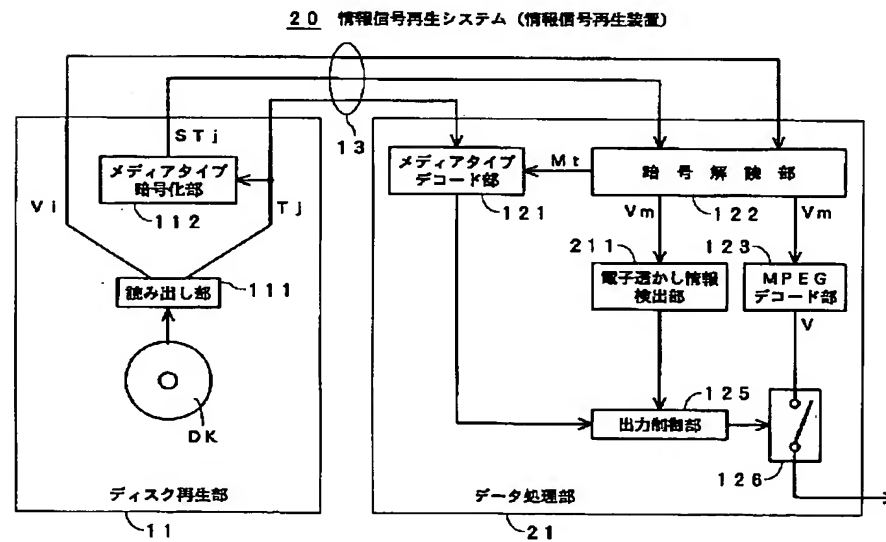 20 情報信号再生システム（情報信号再生装置）
13
STj
メディアタイプ
暗号化部
112
Vi
Tj
読み出し部
111
DK
ディスク再生部
11
メディアタイプ
デコード部
121
Mt
暗号解読部
122
Vm
Vm
211
電子透かし情報
検出部
123
MPEG
デコード部
V
125
出力制御部
126
データ処理部
21